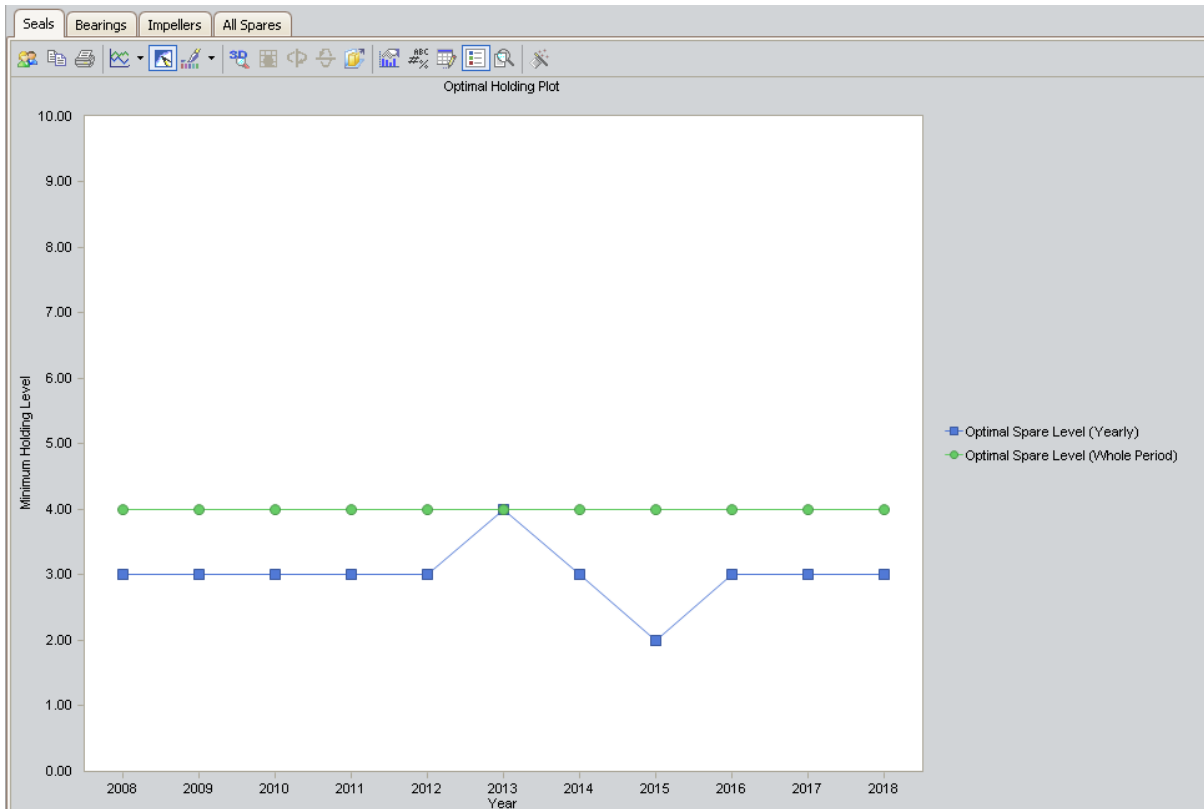 Seals Bearings Impellers All Spares
3D ABC #%
Optimal Holding Plot
10.00
9.00
8.00
7.00
6.00
5.00
4.00
3.00
2.00
1.00
0.00
Minimum Holding Level
Optimal Spare Level (Yearly)
Optimal Spare Level (Whole Period)
2008 2009 2010 2011 2012 2013 2014 2015 2016 2017 2018
Year